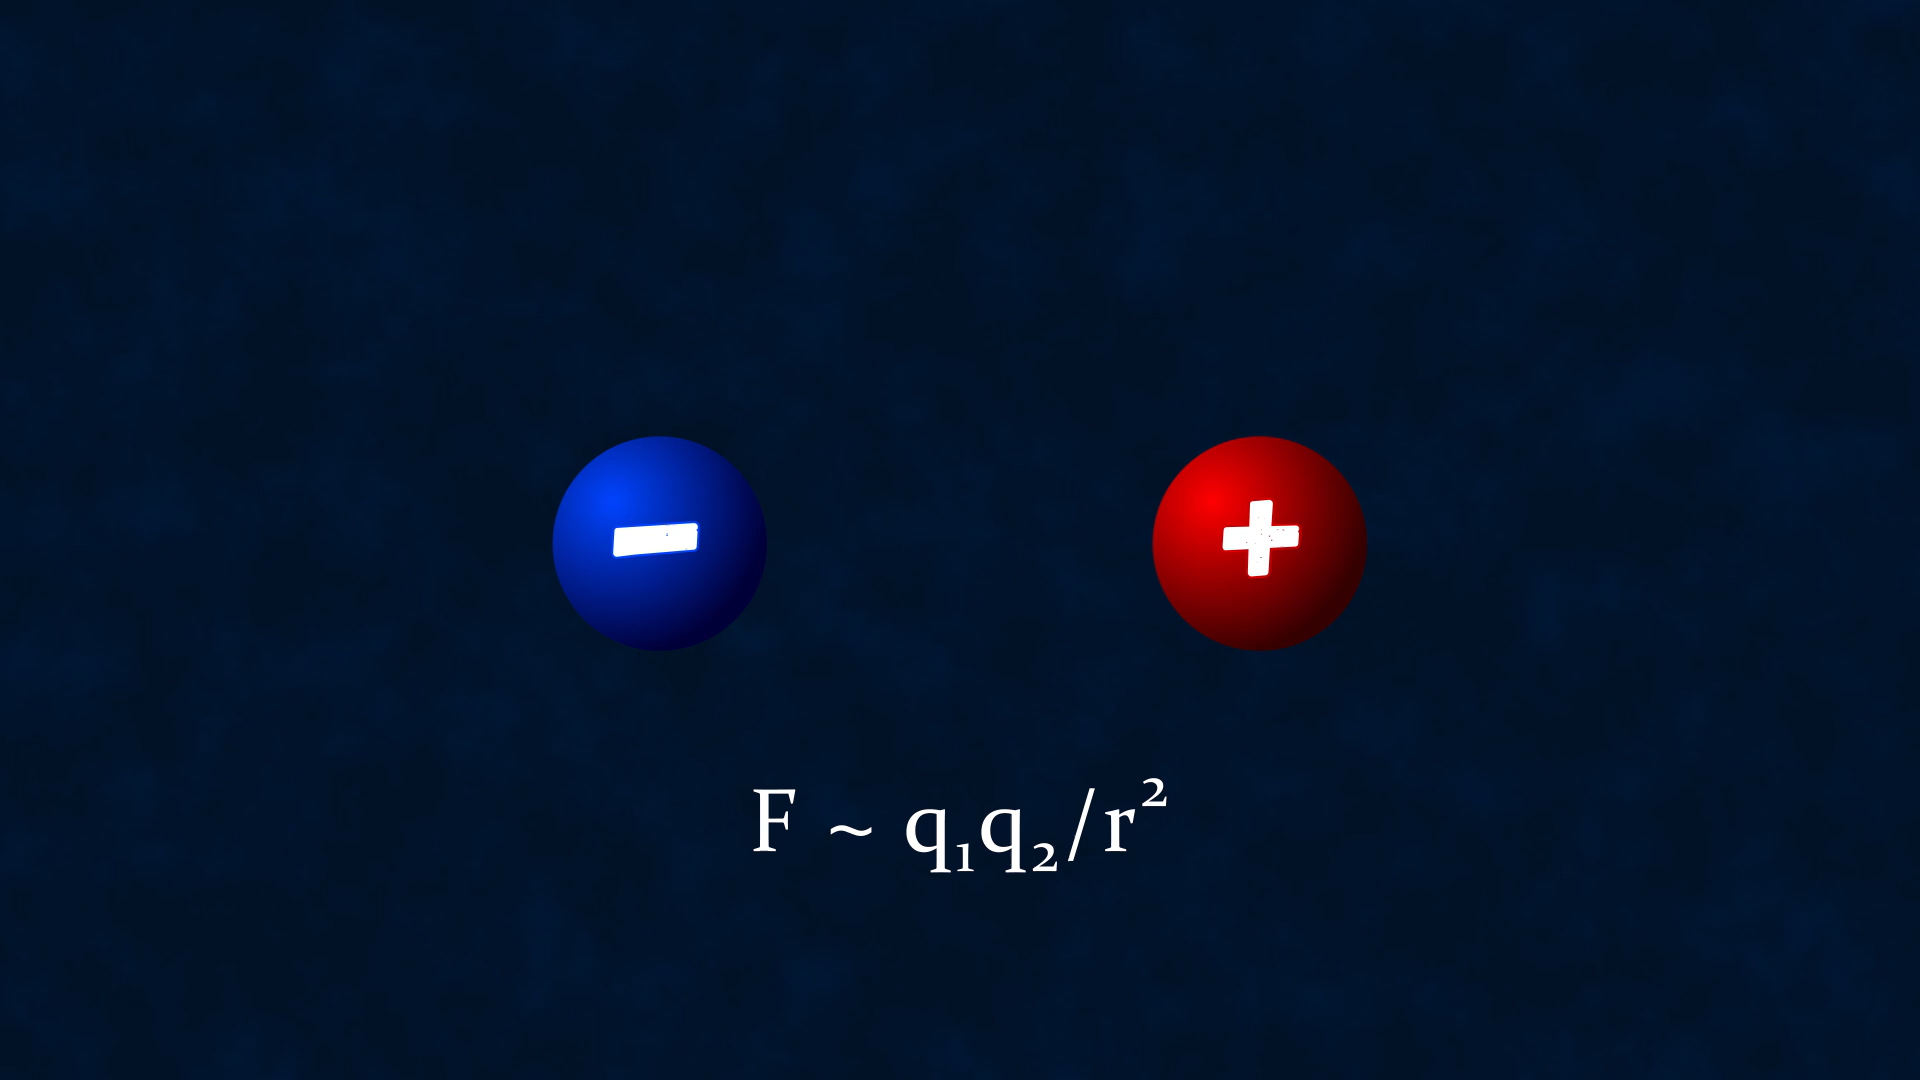 − +
F ~ q₁q₂/r²